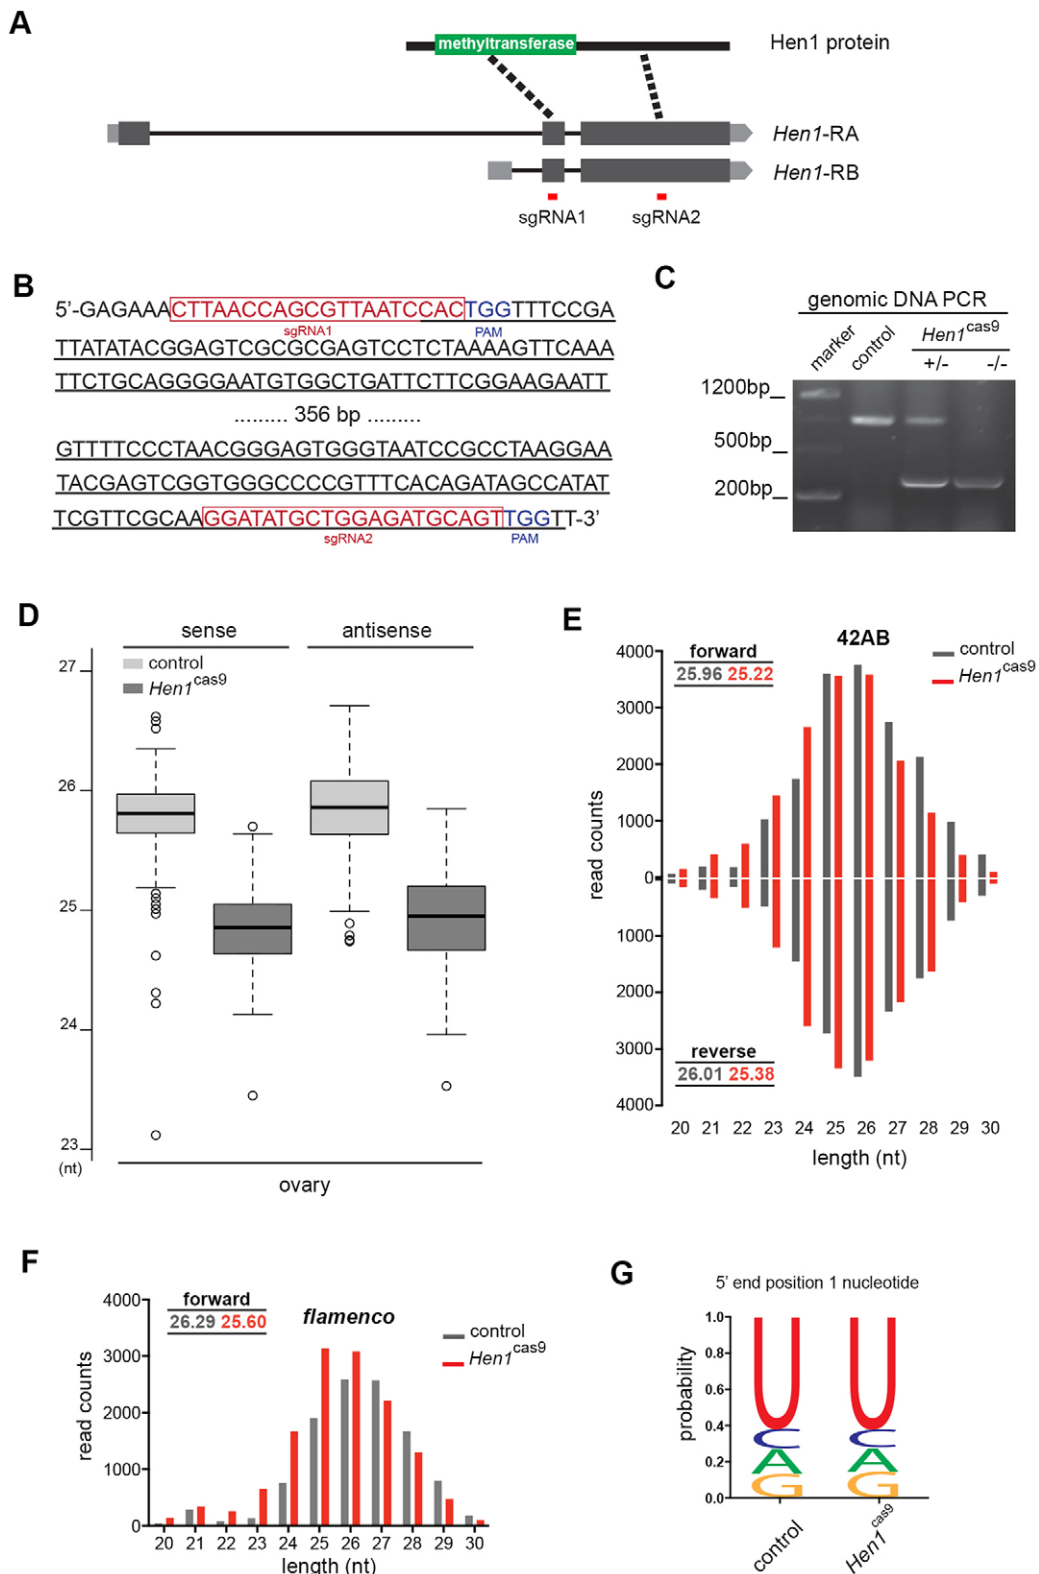 A
methyltransferase
Hen1 protein
Hen1-RA
Hen1-RB
sgRNA1
sgRNA2
B
5'-GAGAAACTTAACCAGCGTTAATCCACTGGTTTCCGA
sgRNA1
PAM
TTATATACGGAGTCGCGCGAGTCCTCTAAAAGTTCAAA
TTCTGCAGGGGAATGTGGCTGATTCTTCGGAAGAATT
......... 356 bp .........
GTTTTCCCTAACGGGAGTGGGTAATCCGCCTAAGGAA
TACGAGTCGGTGGGCCCCGTTTCACAGATAGCCATAT
TCGTTCGCAAGGATATGCTGGAGATGCAGTTGGTT-3'
sgRNA2
PAM
C
genomic DNA PCR
marker
control
Hen1cas9
+/-
-/-
1200bp
500bp
200bp
D
sense
antisense
control
Hen1cas9
27
26
25
24
23
(nt)
ovary
E
42AB
forward
25.96 25.22
control
Hen1cas9
4000
3000
2000
1000
0
1000
2000
3000
4000
read counts
reverse
26.01 25.38
20 21 22 23 24 25 26 27 28 29 30
length (nt)
F
forward
26.29 25.60
flamenco
control
Hen1cas9
4000
3000
2000
1000
0
read counts
20 21 22 23 24 25 26 27 28 29 30
length (nt)
G
5' end position 1 nucleotide
1.0
0.8
0.6
0.4
0.2
0.0
probability
U U
C C
A A
G G
control
Hen1cas9